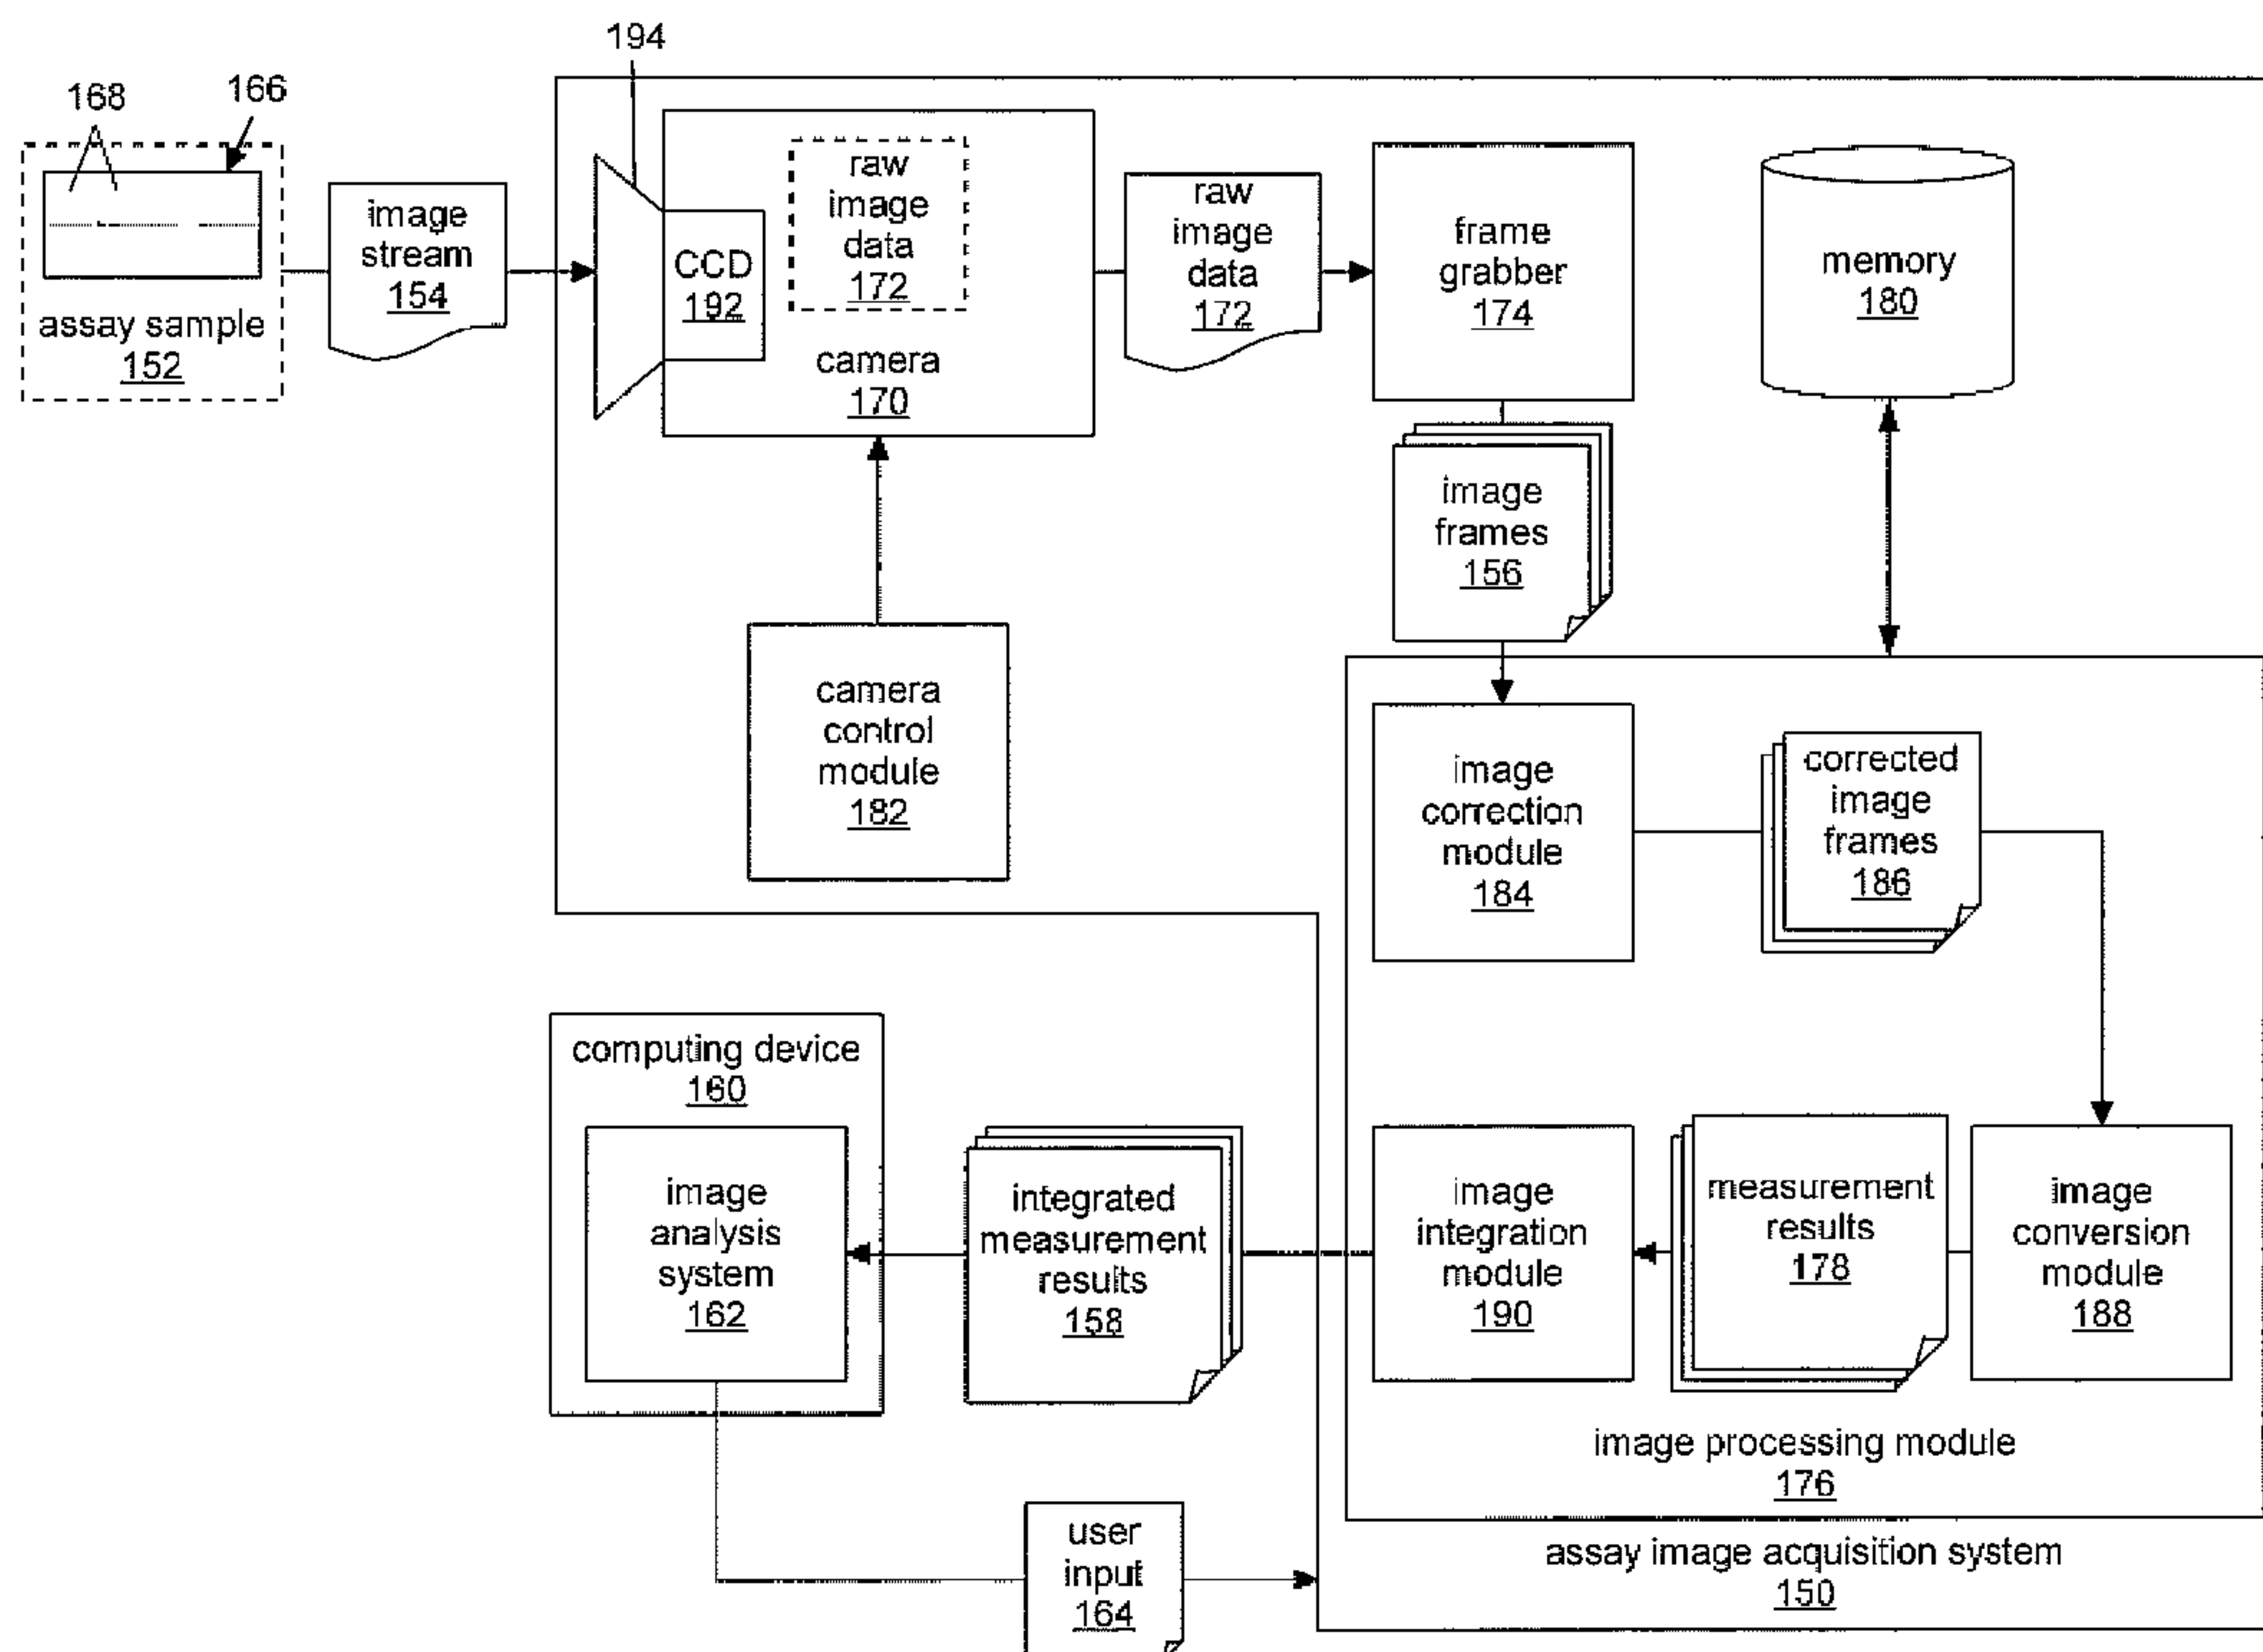 194
168
166
assay sample
152
image
stream
154
CCD
192
raw
image
data
172
camera
170
raw
image
data
172
frame
grabber
174
memory
180
image
frames
156
camera
control
module
182
image
correction
module
184
corrected
image
frames
186
computing device
160
image
analysis
system
162
integrated
measurement
results
158
image
integration
module
190
measurement
results
178
image
conversion
module
188
image processing module
176
user
input
164
assay image acquisition system
150